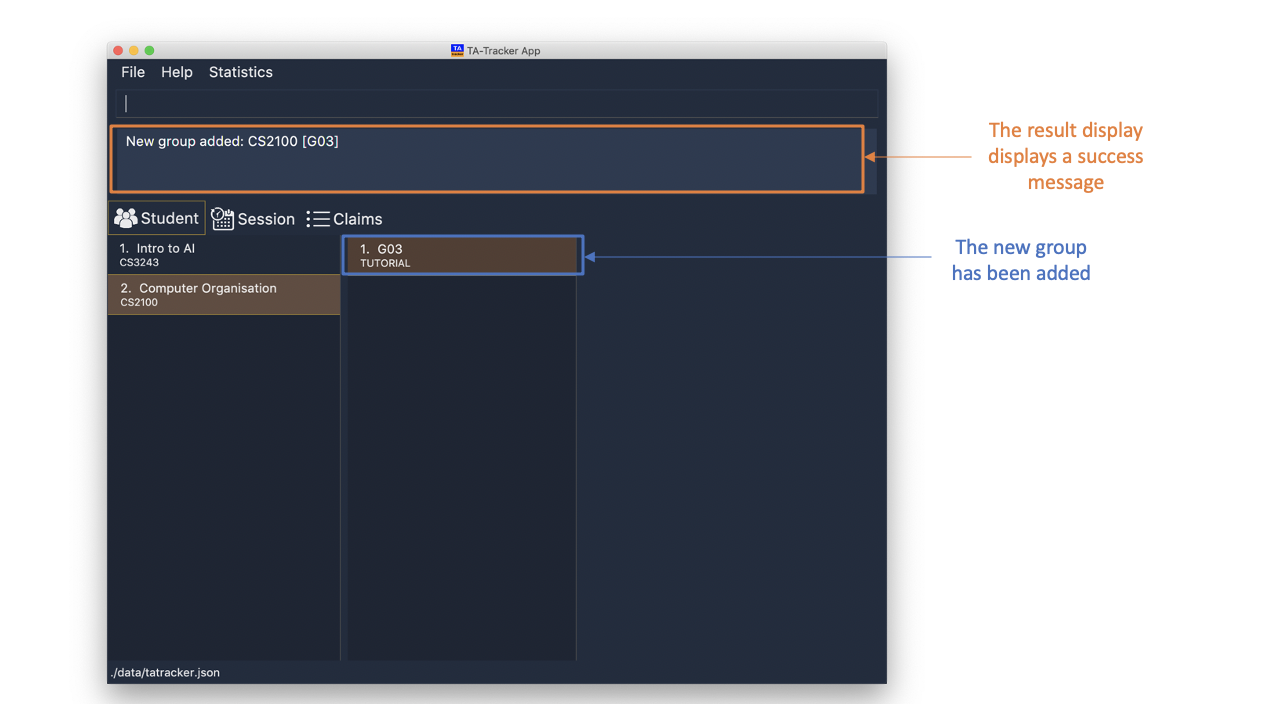 TA-Tracker App
File Help Statistics
New group added: CS2100 [G03]
The result display
displays a success
message
Student Session Claims
1. Intro to AI
CS3243
1. G03
TUTORIAL
The new group
has been added
2. Computer Organisation
CS2100
./data/tatracker.json